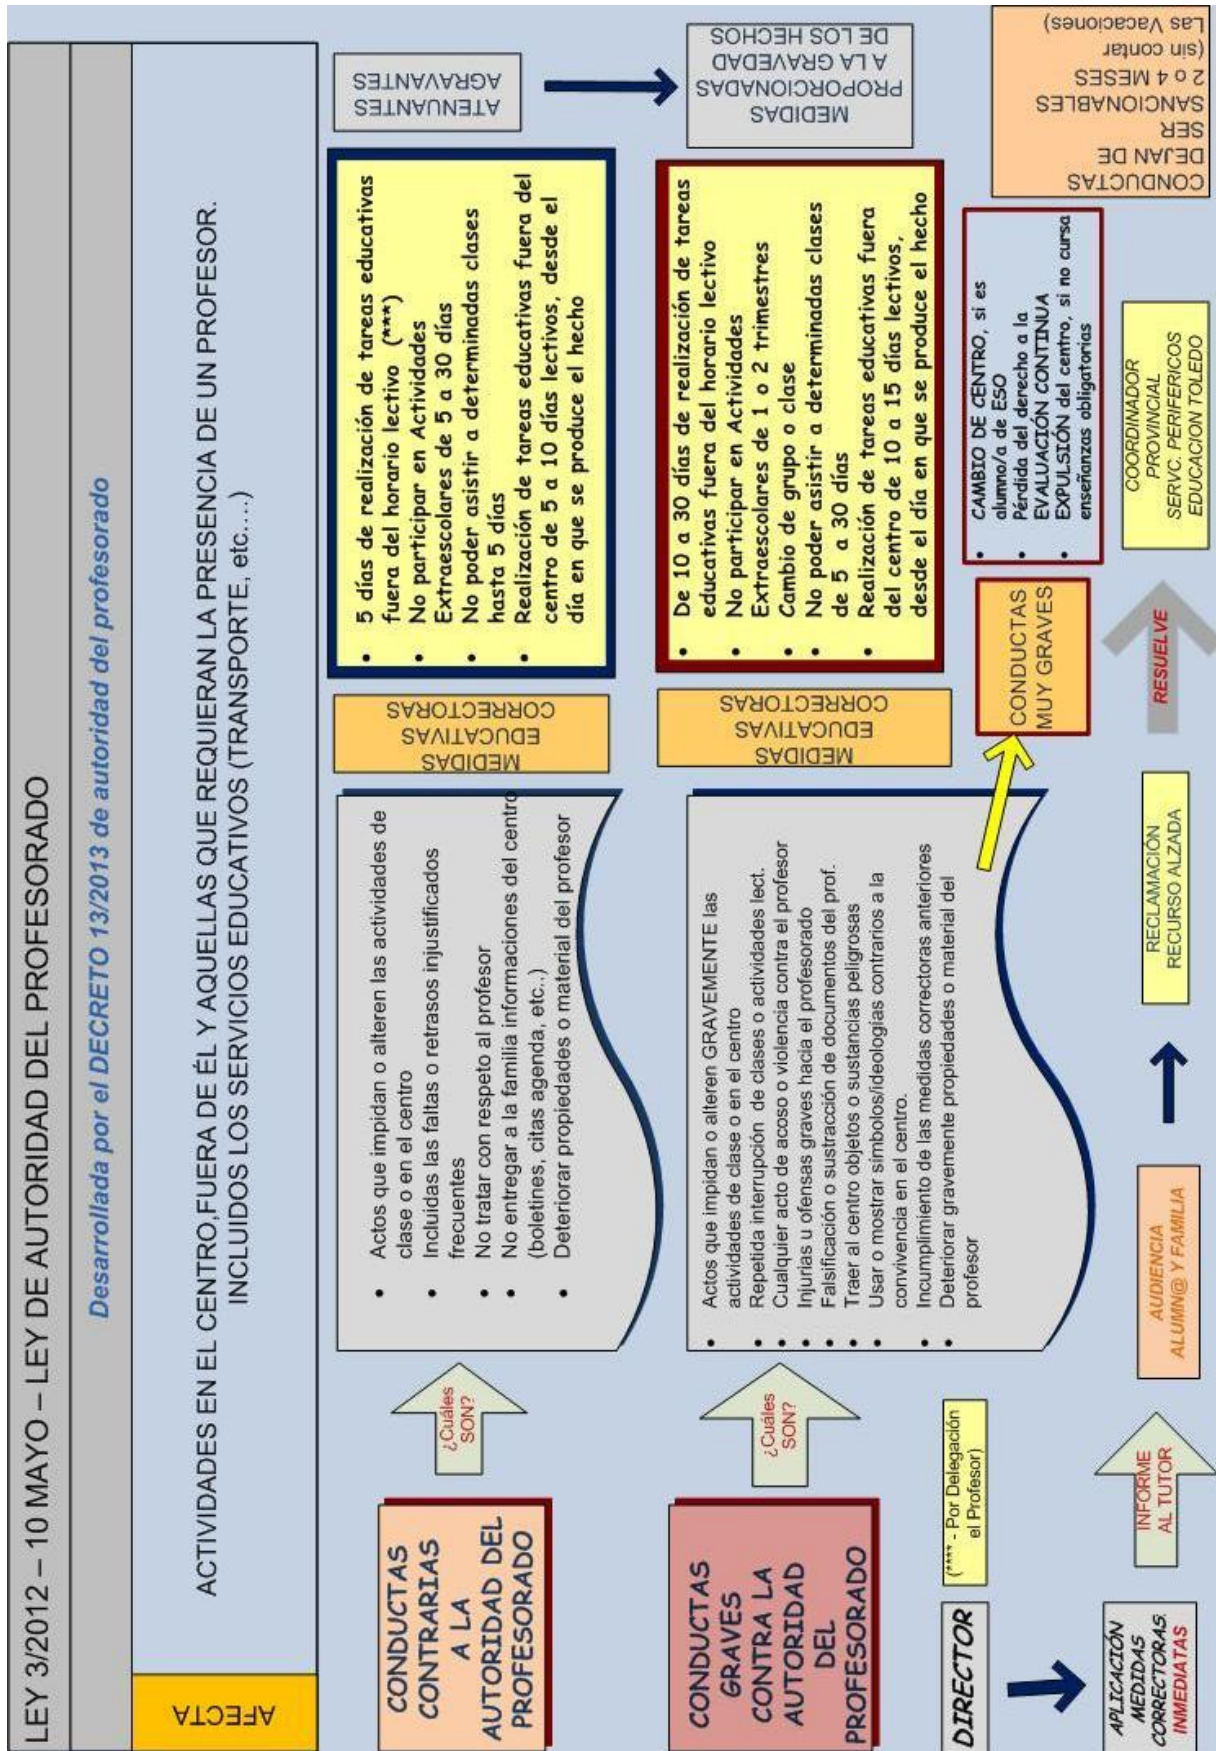 LEY 3/2012 – 10 MAYO – LEY DE AUTORIDAD DEL PROFESORADO
Desarrollada por el DECRETO 13/2013 de autoridad del profesorado
AFECTA
ACTIVIDADES EN EL CENTRO,FUERA DE ÉL Y AQUELLAS QUE REQUIERAN LA PRESENCIA DE UN PROFESOR.
INCLUIDOS LOS SERVICIOS EDUCATIVOS (TRANSPORTE, etc....)
CONDUCTAS
CONTRARIAS
A LA
AUTORIDAD DEL
PROFESORADO
¿Cuáles
SON?
• Actos que impidan o alteren las actividades de
clase o en el centro
• Incluidas las faltas o retrasos injustificados
frecuentes
• No tratar con respeto al profesor
• No entregar a la familia informaciones del centro
(boletines, citas agenda, etc..)
• Deteriorar propiedades o material del profesor
MEDIDAS
EDUCATIVAS
CORRECTORAS
• 5 días de realización de tareas educativas
fuera del horario lectivo (***)
• No participar en Actividades
Extraescolares de 5 a 30 días
• No poder asistir a determinadas clases
hasta 5 días
• Realización de tareas educativas fuera del
centro de 5 a 10 días lectivos, desde el
día en que se produce el hecho
ATENUANTES
AGRAVANTES
CONDUCTAS
GRAVES
CONTRA LA
AUTORIDAD
DEL
PROFESORADO
¿Cuáles
SON?
• Actos que impidan o alteren GRAVEMENTE las
actividades de clase o en el centro
• Repetida interrupción de clases o actividades lect.
• Cualquier acto de acoso o violencia contra el profesor
• Injurias u ofensas graves hacia el profesorado
• Falsificación o sustracción de documentos del prof.
• Traer al centro objetos o sustancias peligrosas
• Usar o mostrar símbolos/ideologías contrarios a la
convivencia en el centro.
• Incumplimiento de las medidas correctoras anteriores
• Deteriorar gravemente propiedades o material del
profesor
MEDIDAS
EDUCATIVAS
CORRECTORAS
• De 10 a 30 días de realización de tareas
educativas fuera del horario lectivo
• No participar en Actividades
Extraescolares de 1 o 2 trimestres
• Cambio de grupo o clase
• No poder asistir a determinadas clases
de 5 a 30 días
• Realización de tareas educativas fuera
del centro de 10 a 15 días lectivos,
desde el día en que se produce el hecho
MEDIDAS
PROPORCIONADAS
A LA GRAVEDAD
DE LOS HECHOS
DIRECTOR
(**** - Por Delegación
el Profesor)
CONDUCTAS
MUY GRAVES
• CAMBIO DE CENTRO, si es
alumno/a de ESO
• Pérdida del derecho a la
EVALUACIÓN CONTINUA
• EXPULSIÓN del centro, si no cursa
enseñanzas obligatorias
CONDUCTAS
DEJAN DE
SER
SANCIONABLES
2 o 4 MESES
(sin contar
Las Vacaciones)
APLICACIÓN
MEDIDAS
CORRECTORAS.
INMEDIATAS
INFORME
AL TUTOR
AUDIENCIA
ALUMN@ Y FAMILIA
RECLAMACIÓN
RECURSO ALZADA
RESUELVE
COORDINADOR
PROVINCIAL
SERVC. PERIFERICOS
EDUCACION TOLEDO